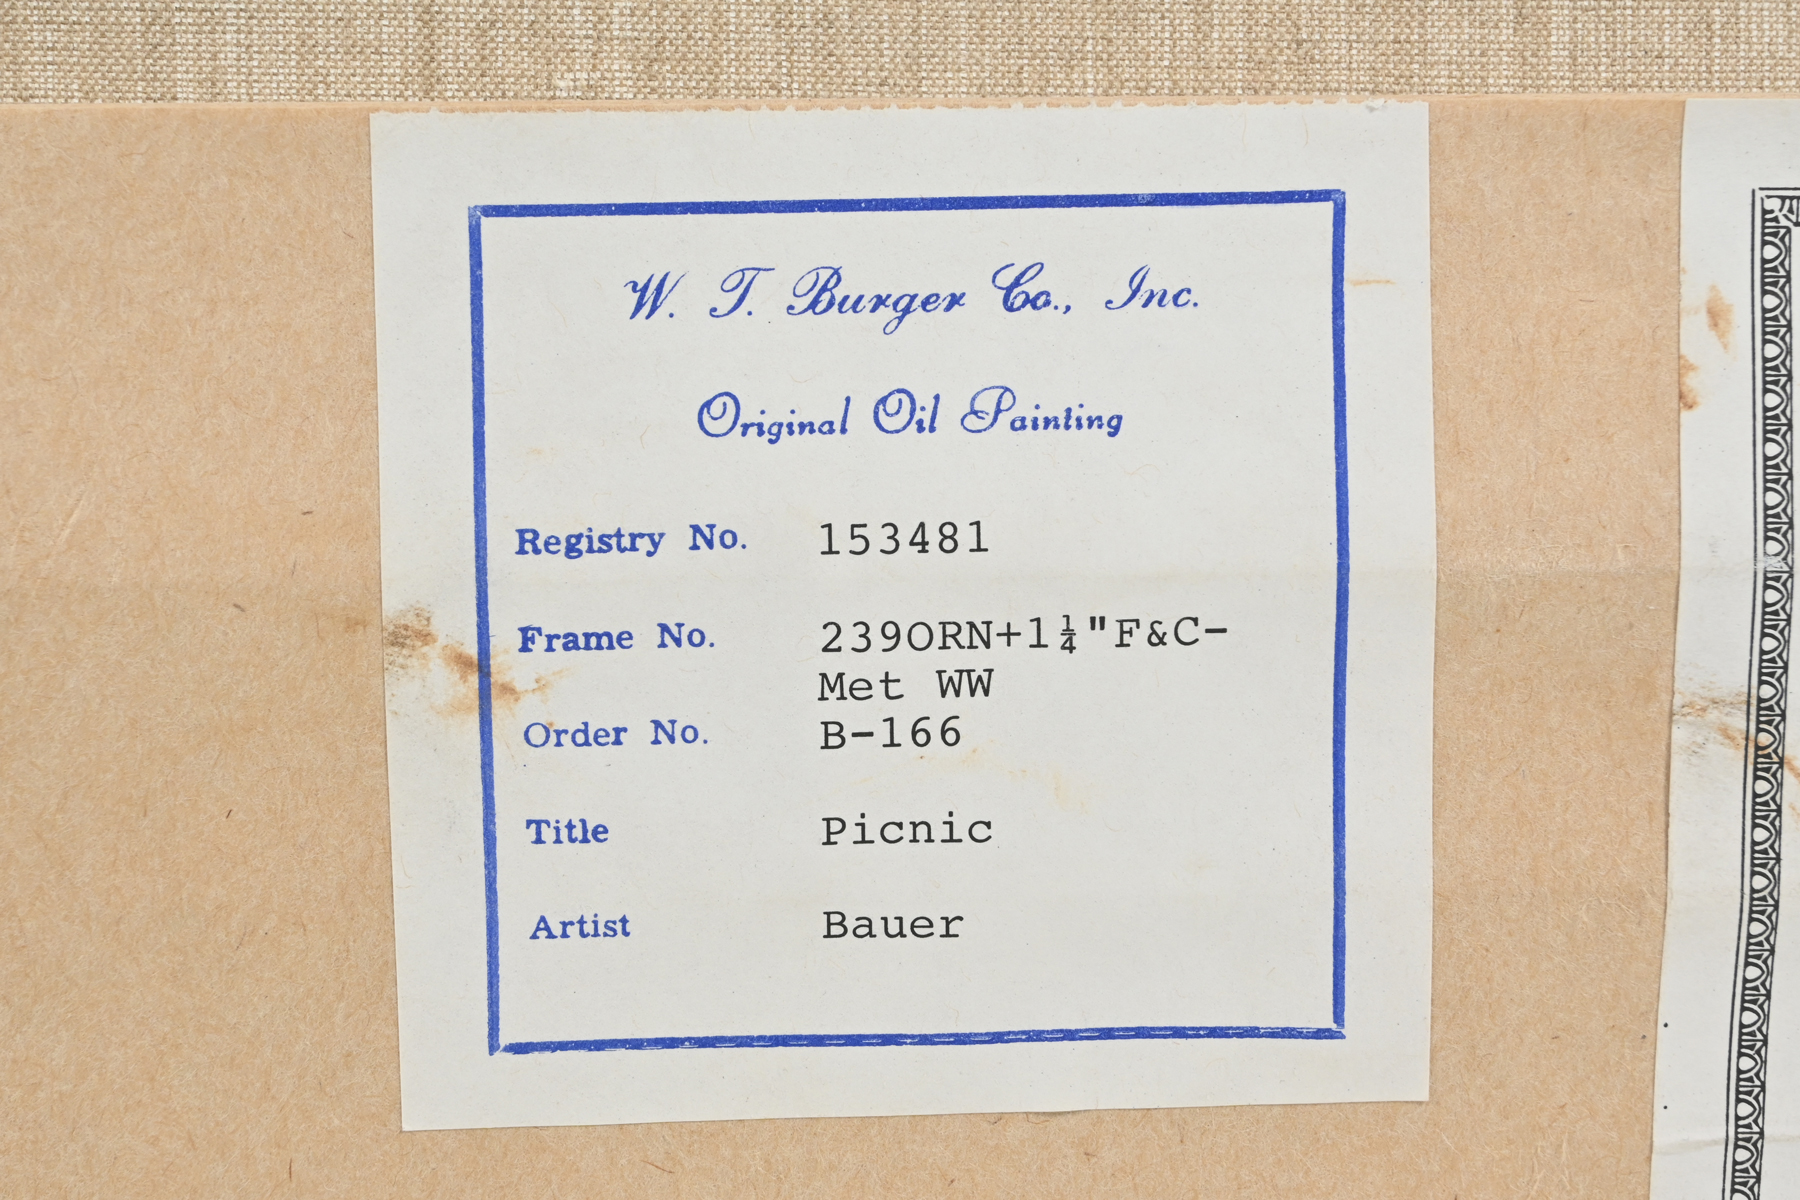 W. T. Burger Co., Inc.
Original Oil Painting
Registry No. 153481
Frame No. 239ORN+1¼"F&C-
Met WW
Order No. B-166
Title Picnic
Artist Bauer